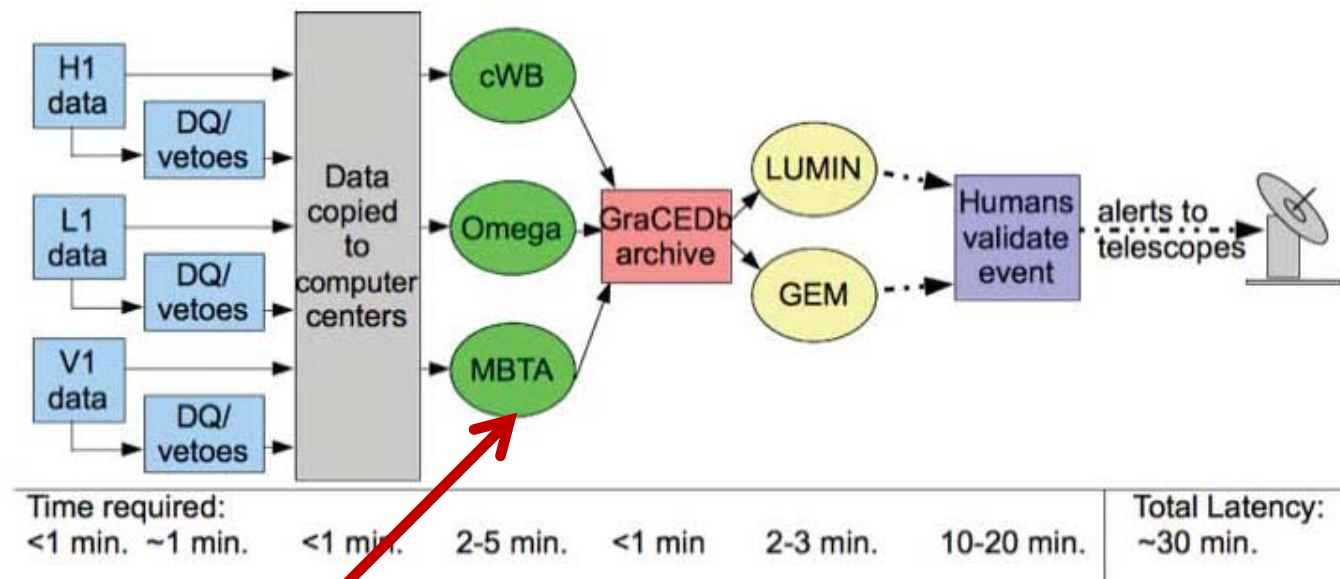 H1
data
DQ/
vetoes
L1
data
DQ/
vetoes
V1
data
DQ/
vetoes
Data
copied
to
computer
centers
cWB
Omega
MBTA
GraCEDb
archive
LUMIN
GEM
Humans
validate
event
alerts to
telescopes
Time required:
<1 min. ~1 min. <1 min. 2-5 min. <1 min 2-3 min. 10-20 min.
Total Latency:
~30 min.